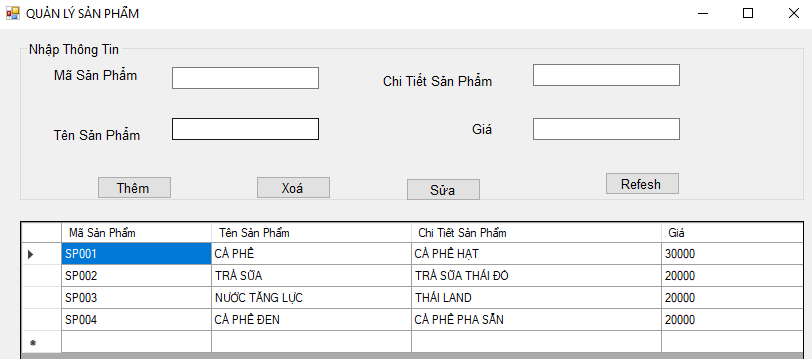 QUẢN LÝ SẢN PHẨM
Nhập Thông Tin
Mã Sản Phẩm
Chi Tiết Sản Phẩm
Tên Sản Phẩm
Giá
Thêm
Xoá
Sửa
Refesh
Mã Sản Phẩm Tên Sản Phẩm Chi Tiết Sản Phẩm Giá
SP001 CÀ PHÊ CÀ PHÊ HẠT 30000
SP002 TRÀ SỮA TRÀ SỮA THÁI ĐỎ 20000
SP003 NƯỚC TĂNG LỰC THÁI LAND 20000
SP004 CÀ PHÊ ĐEN CÀ PHÊ PHA SẴN 20000